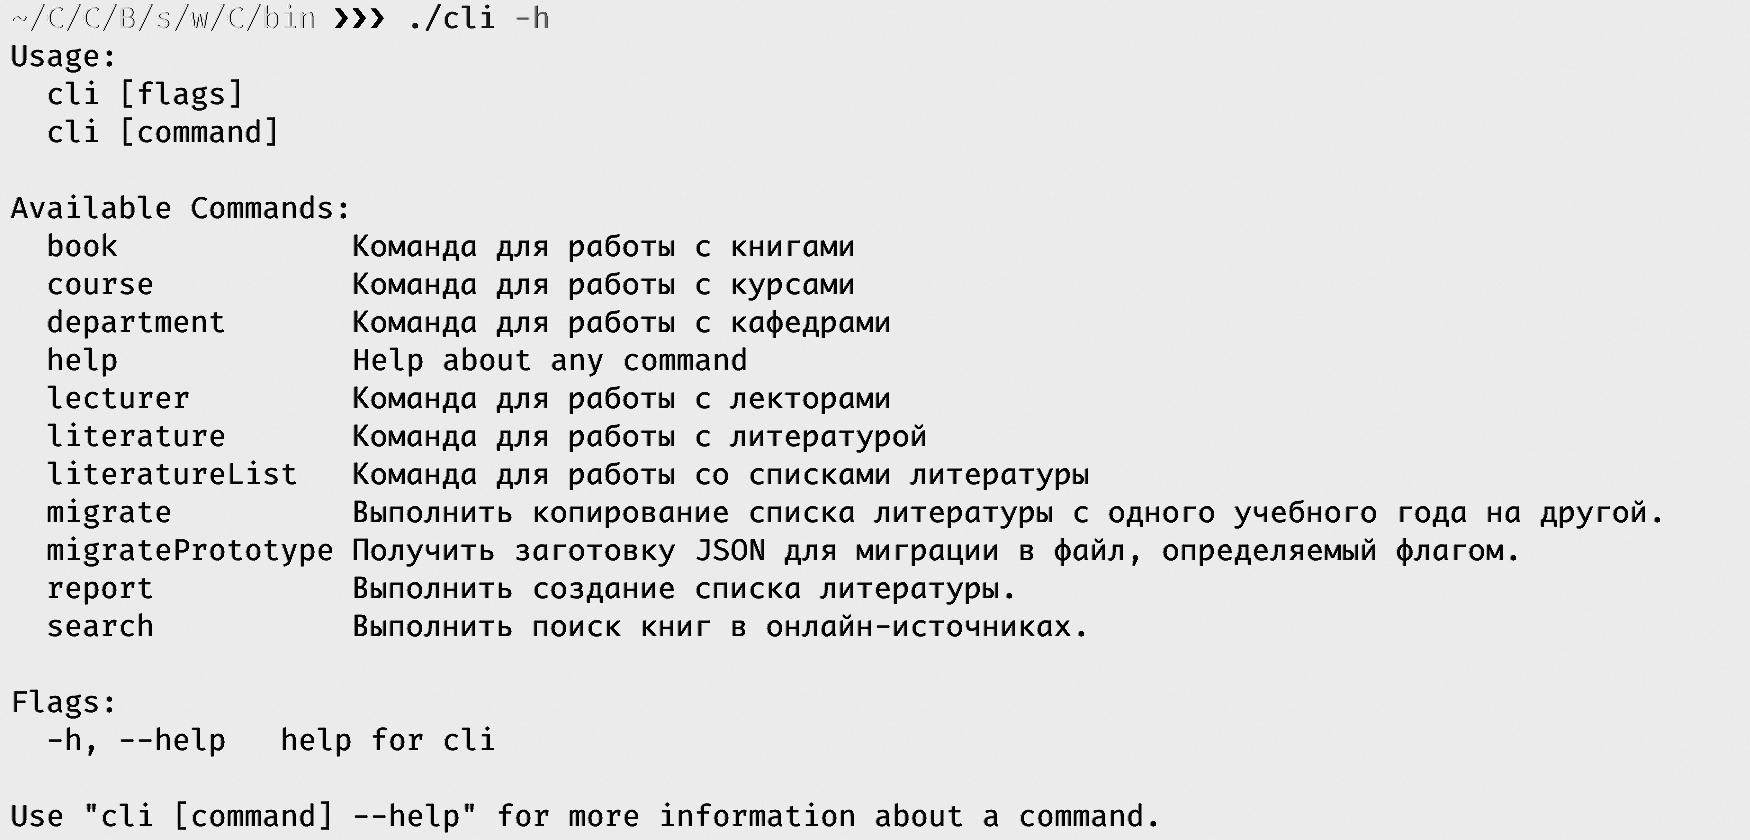 ~/C/C/B/s/w/C/bin ❯❯❯ ./cli -h
Usage:
  cli [flags]
  cli [command]

Available Commands:
  book             Команда для работы с книгами
  course           Команда для работы с курсами
  department       Команда для работы с кафедрами
  help             Help about any command
  lecturer         Команда для работы с лекторами
  literature       Команда для работы с литературой
  literatureList   Команда для работы со списками литературы
  migrate          Выполнить копирование списка литературы с одного учебного года на другой.
  migratePrototype Получить заготовку JSON для миграции в файл, определяемый флагом.
  report           Выполнить создание списка литературы.
  search           Выполнить поиск книг в онлайн-источниках.

Flags:
  -h, --help   help for cli

Use "cli [command] --help" for more information about a command.